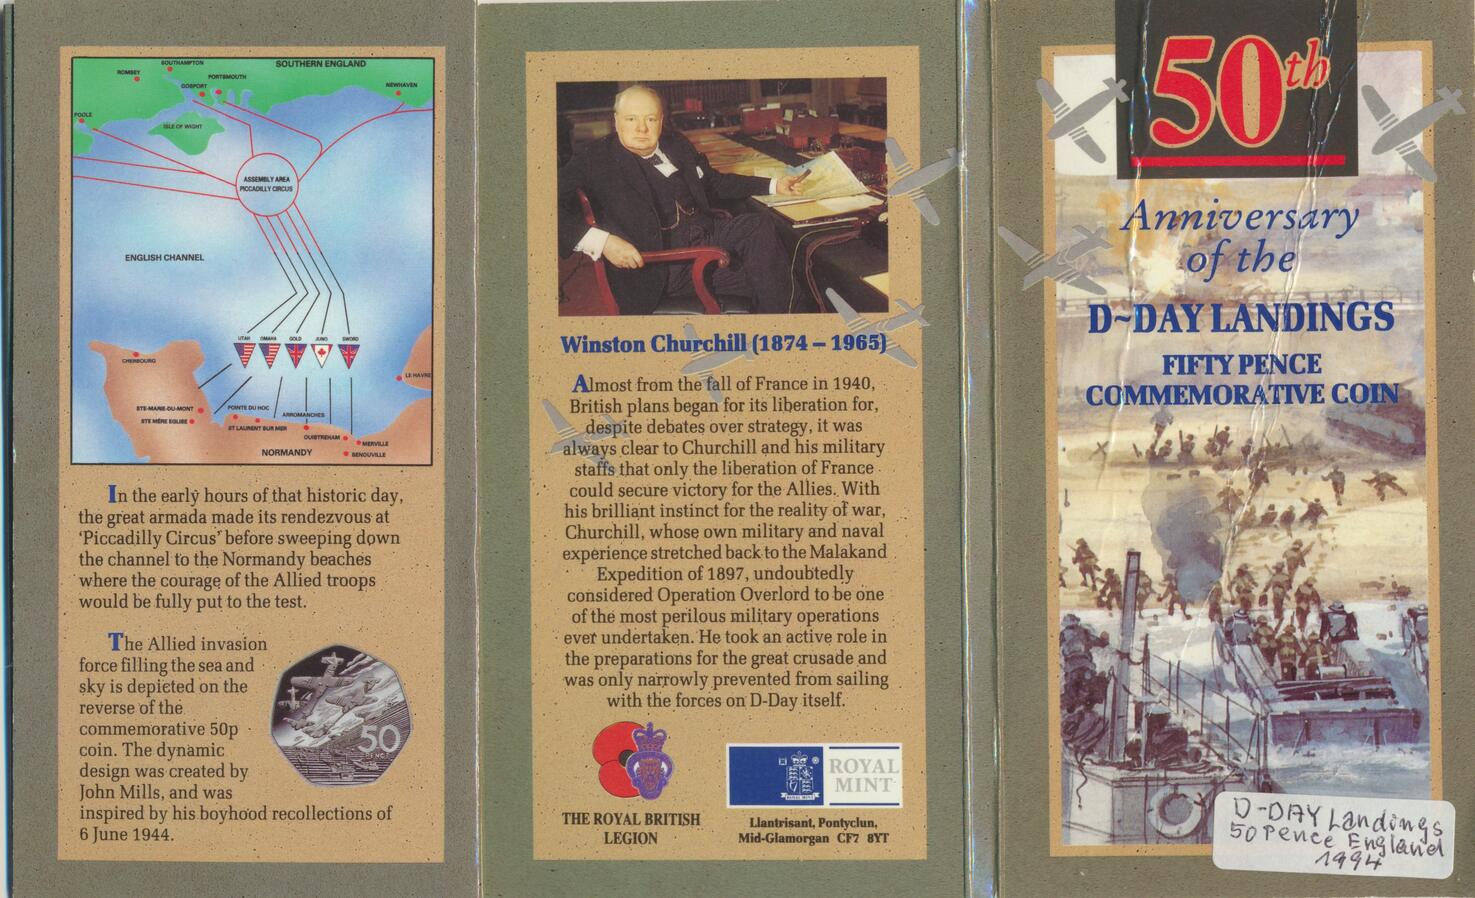 SOUTHERN ENGLAND
SOUTHAMPTON
ROMSEY
PORTSMOUTH
GOSPORT
NEWHAVEN
POOLE
ISLE OF WIGHT
ASSEMBLY AREA
PICCADILLY CIRCUS
ENGLISH CHANNEL
UTAH OMAHA GOLD JUNO SWORD
CHERBOURG
LE HAVRE
STE-MARIE-DU-MONT
STE MÈRE EGLISE
POINTE DU HOC
ST LAURENT SUR MER
ARROMANCHES
OUISTREHAM
MERVILLE
BENOUVILLE
NORMANDY
In the early hours of that historic day,
the great armada made its rendezvous at
‘Piccadilly Circus’ before sweeping down
the channel to the Normandy beaches
where the courage of the Allied troops
would be fully put to the test.
The Allied invasion
force filling the sea and
sky is depicted on the
reverse of the
commemorative 50p
coin. The dynamic
design was created by
John Mills, and was
inspired by his boyhood recollections of
6 June 1944.
50
PENCE
Winston Churchill (1874 – 1965)
Almost from the fall of France in 1940,
British plans began for its liberation for,
despite debates over strategy, it was
always clear to Churchill and his military
staffs that only the liberation of France
could secure victory for the Allies. With
his brilliant instinct for the reality of war,
Churchill, whose own military and naval
experience stretched back to the Malakand
Expedition of 1897, undoubtedly
considered Operation Overlord to be one
of the most perilous military operations
ever undertaken. He took an active role in
the preparations for the great crusade and
was only narrowly prevented from sailing
with the forces on D-Day itself.
THE ROYAL BRITISH
LEGION
ROYAL MINT
ROYAL
MINT
Llantrisant, Pontyclun,
Mid-Glamorgan CF7 8YT
50th
Anniversary
of the
D~DAY LANDINGS
FIFTY PENCE
COMMEMORATIVE COIN
D-DAY Landings
50 Pence England
1994